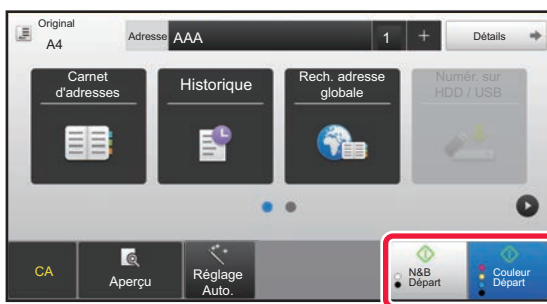 Original
A4
Adresse AAA 1 + Détails
Carnet
d'adresses
Historique
Rech. adresse
globale
Numér. sur
HDD / USB
CA
Aperçu
Réglage
Auto.
N&B
Départ
Couleur
Départ